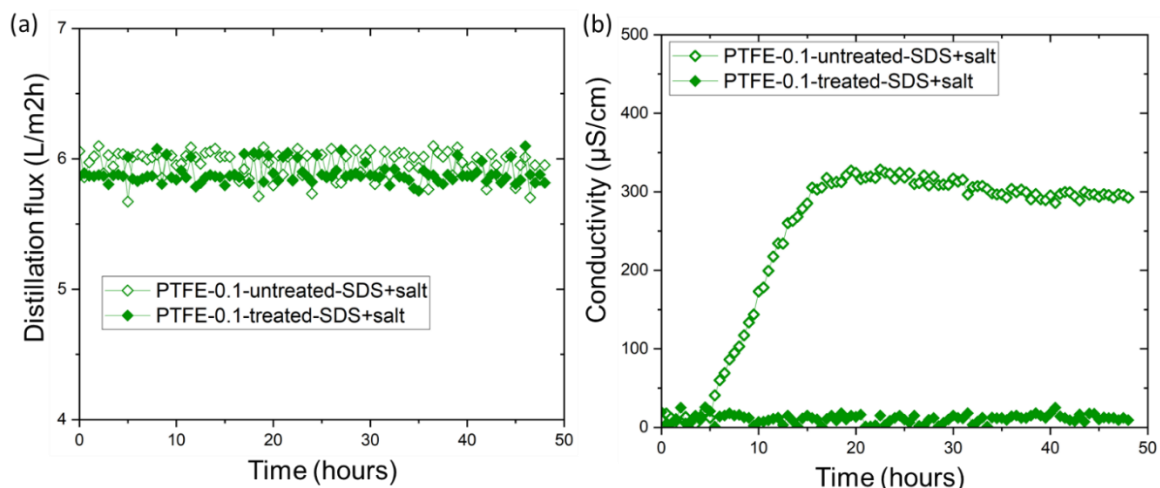 (a)
7
6
5
4
Distillation flux (L/m2h)
PTFE-0.1-untreated-SDS+salt
PTFE-0.1-treated-SDS+salt
0 10 20 30 40 50
Time (hours)
(b)
500
400
300
200
100
0
Conductivity (µS/cm)
PTFE-0.1-untreated-SDS+salt
PTFE-0.1-treated-SDS+salt
0 10 20 30 40 50
Time (hours)